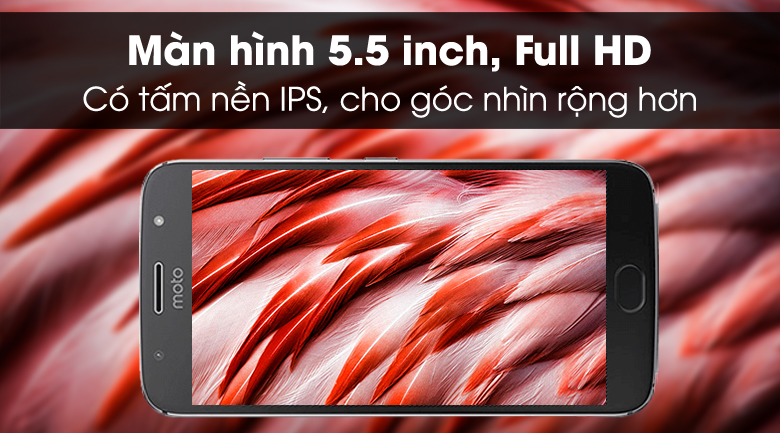 Màn hình 5.5 inch, Full HD
Có tấm nền IPS, cho góc nhìn rộng hơn
moto